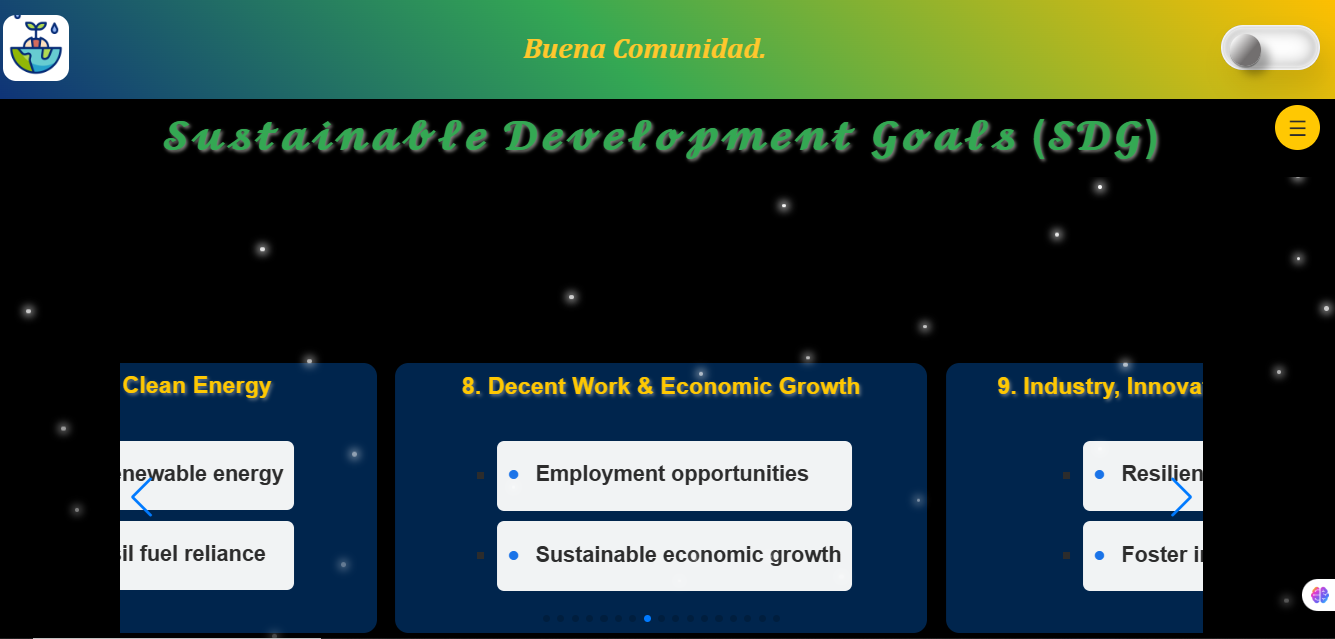 Buena Comunidad.
Sustainable Development Goals (SDG)
Clean Energy
8. Decent Work & Economic Growth
9. Industry, Innova
newable energy
Employment opportunities
Resilien
il fuel reliance
Sustainable economic growth
Foster i